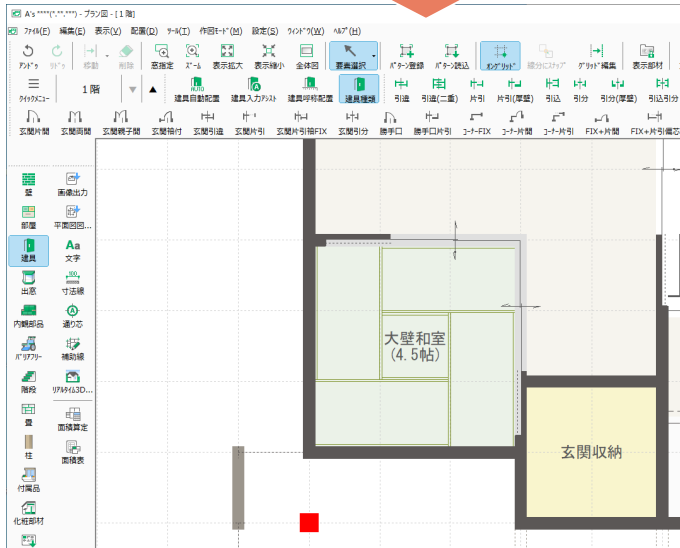 A's ****(*.**.***) - プラン図 - [1 階]
ファイル(F) 編集(E) 表示(V) 配置(D) ツール(T) 作図モード(M) 設定(S) ウィンドウ(W) ヘルプ(H)
アンドゥ リドゥ 移動 削除 窓指定 ズーム 表示拡大 表示縮小 全体図 要素選択 パターン登録 パターン読込 オングリッド 線分にスナップ グリッド編集 表示部材
クイックメニュー 1 階 ▼ ▲ 建具自動配置 建具入力アシスト 建具呼称配置 建具種類 引違 引違(二重) 片引 片引(厚壁) 引込 引分 引分(厚壁) 引込引分
玄関片開 玄関両開 玄関親子開 玄関袖付 玄関引違 玄関片引 玄関片引袖FIX 玄関引分 勝手口 勝手口片引 コーナーFIX コーナー片開 コーナー片引 FIX+片開 FIX+片引偏芯
壁 画像出力
部屋 平面図図...
建具 文字
出窓 寸法線
内観部品 通り芯
バリアフリー 補助線
階段 リアルタイム3D...
畳 面積算定
柱 面積表
付属品
化粧部材
大壁和室
(4.5帖)
玄関収納